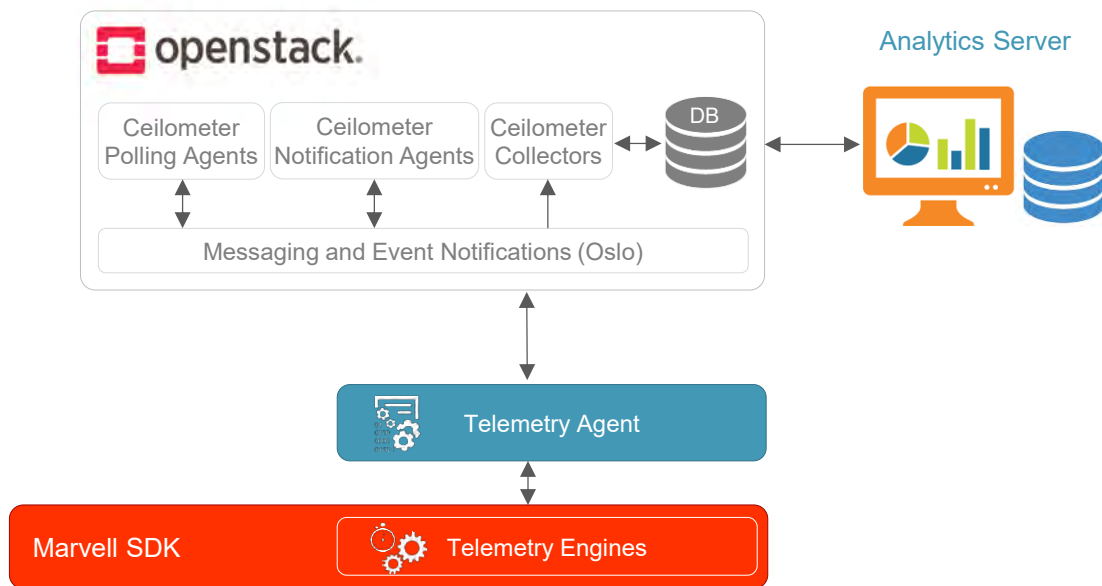 openstack.
Analytics Server
Ceilometer
Polling Agents
Ceilometer
Notification Agents
Ceilometer
Collectors
DB
Messaging and Event Notifications (Oslo)
Telemetry Agent
Marvell SDK
Telemetry Engines